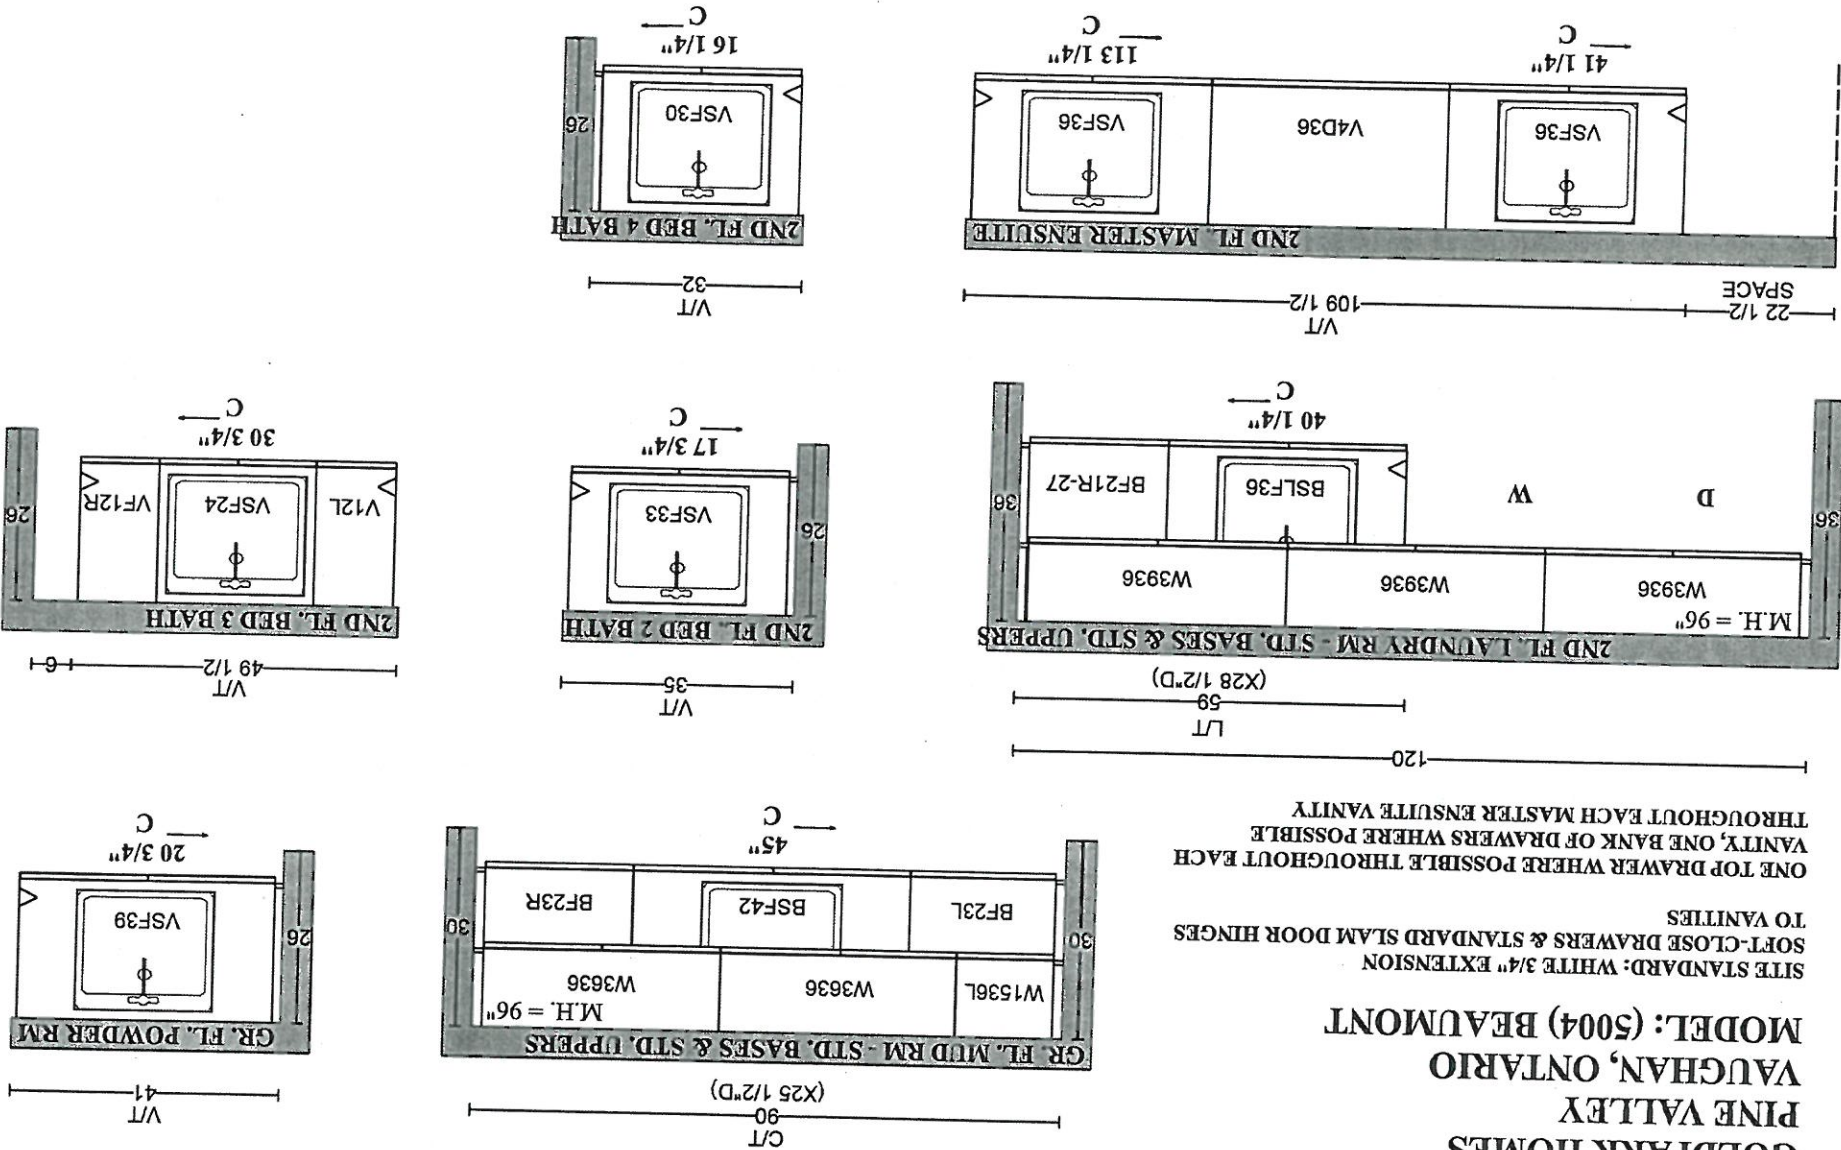 PINE VALLEY
VAUGHAN, ONTARIO
MODEL: (5004) BEAUMONT
SITE STANDARD: WHITE 3/4" EXTENSION
SOFT-CLOSE DRAWERS & STANDARD SLAM DOOR HINGES
TO VANITIES
ONE TOP DRAWER WHERE POSSIBLE THROUGHOUT EACH
VANITY, ONE BANK OF DRAWERS WHERE POSSIBLE
THROUGHOUT EACH MASTER ENSUITE VANITY
C/T
90
(X25 1/2"D)
GR. FL. MUD RM - STD. BASES & STD. UPPERS
W1536L
W3636
W3636
M.H. = 96"
30
30
BF23L
BSF42
BF23R
45"
C
V/T
41
GR. FL. POWDER RM
26
VSF39
20 3/4"
C
120
L/T
59
(X28 1/2"D)
2ND FL. LAUNDRY RM - STD. BASES & STD. UPPERS
M.H. = 96"
W3936
W3936
W3936
36
36
D
W
BSLF36
BF21R-27
40 1/4"
C
V/T
35
2ND FL. BED 2 BATH
26
VSF33
17 3/4"
C
V/T
49 1/2
6
2ND FL. BED 3 BATH
V12L
VSF24
VF12R
26
30 3/4"
C
22 1/2
SPACE
V/T
109 1/2
2ND FL. MASTER ENSUITE
VSF36
V4D36
VSF36
41 1/4"
C
113 1/4"
C
V/T
32
2ND FL. BED 4 BATH
VSF30
26
16 1/4"
C